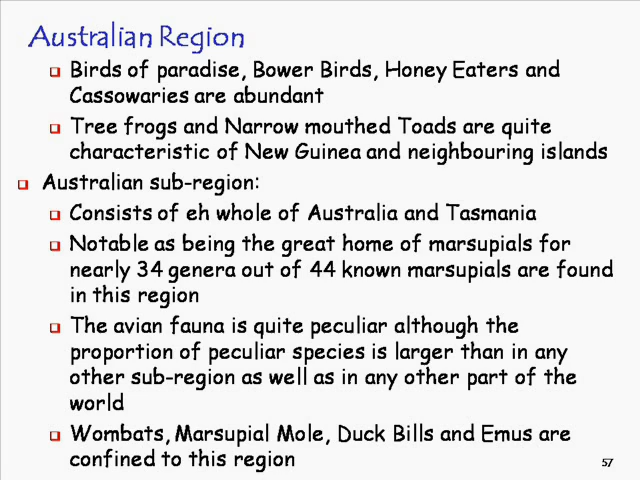 Australian Region
Birds of paradise, Bower Birds, Honey Eaters and
Cassowaries are abundant
Tree frogs and Narrow mouthed Toads are quite
characteristic of New Guinea and neighbouring islands
Australian sub-region:
Consists of eh whole of Australia and Tasmania
Notable as being the great home of marsupials for
nearly 34 genera out of 44 known marsupials are found
in this region
The avian fauna is quite peculiar although the
proportion of peculiar species is larger than in any
other sub-region as well as in any other part of the
world
Wombats, Marsupial Mole, Duck Bills and Emus are
confined to this region
57